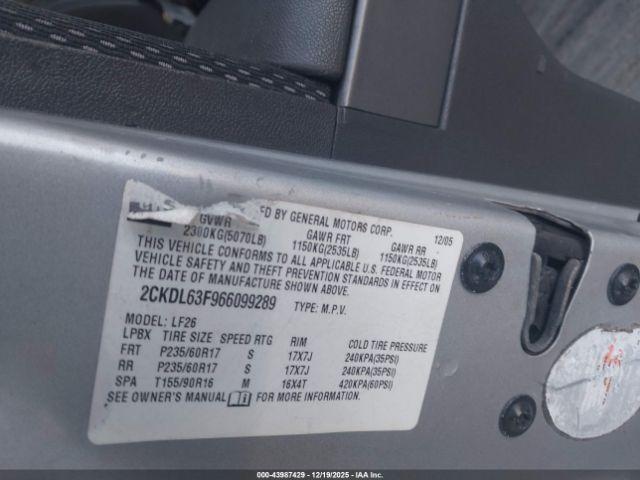 FD BY GENERAL MOTORS CORP. 12/05
GVWR GAWR FRT GAWR RR
2300KG(5070LB) 1150KG(2535LB) 1150KG(2535LB)
THIS VEHICLE CONFORMS TO ALL APPLICABLE U.S. FEDERAL MOTOR
VEHICLE SAFETY AND THEFT PREVENTION STANDARDS IN EFFECT ON
THE DATE OF MANUFACTURE SHOWN ABOVE.
2CKDL63F966099289 TYPE: M.P.V.
MODEL: LF26
LPBX TIRE SIZE SPEED RTG RIM COLD TIRE PRESSURE
FRT P235/60R17 S 17X7J 240KPA(35PSI)
RR P235/60R17 S 17X7J 240KPA(35PSI)
SPA T155/90R16 M 16X4T 420KPA(60PSI)
SEE OWNER'S MANUAL FOR MORE INFORMATION.
000-43987429 - 12/19/2025 - IAA Inc.